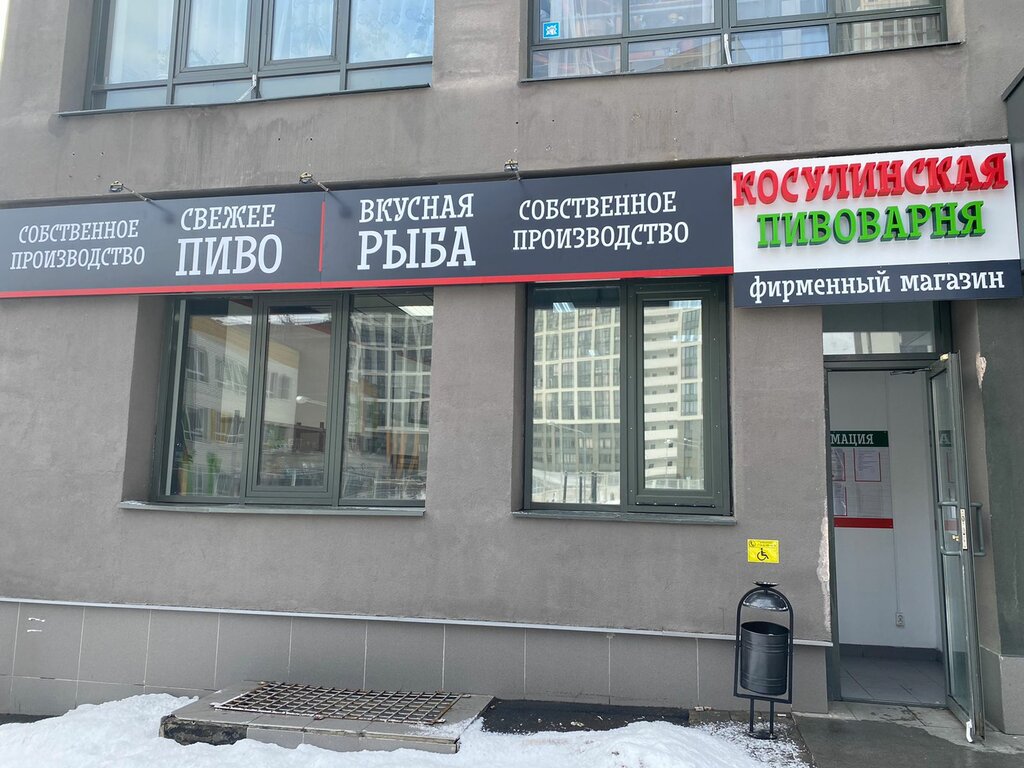 СОБСТВЕННОЕ
ПРОИЗВОДСТВО
СВЕЖЕЕ
ПИВО
ВКУСНАЯ
РЫБА
СОБСТВЕННОЕ
ПРОИЗВОДСТВО
КОСУЛИНСКАЯ
ПИВОВАРНЯ
фирменный магазин
МАЦИЯ